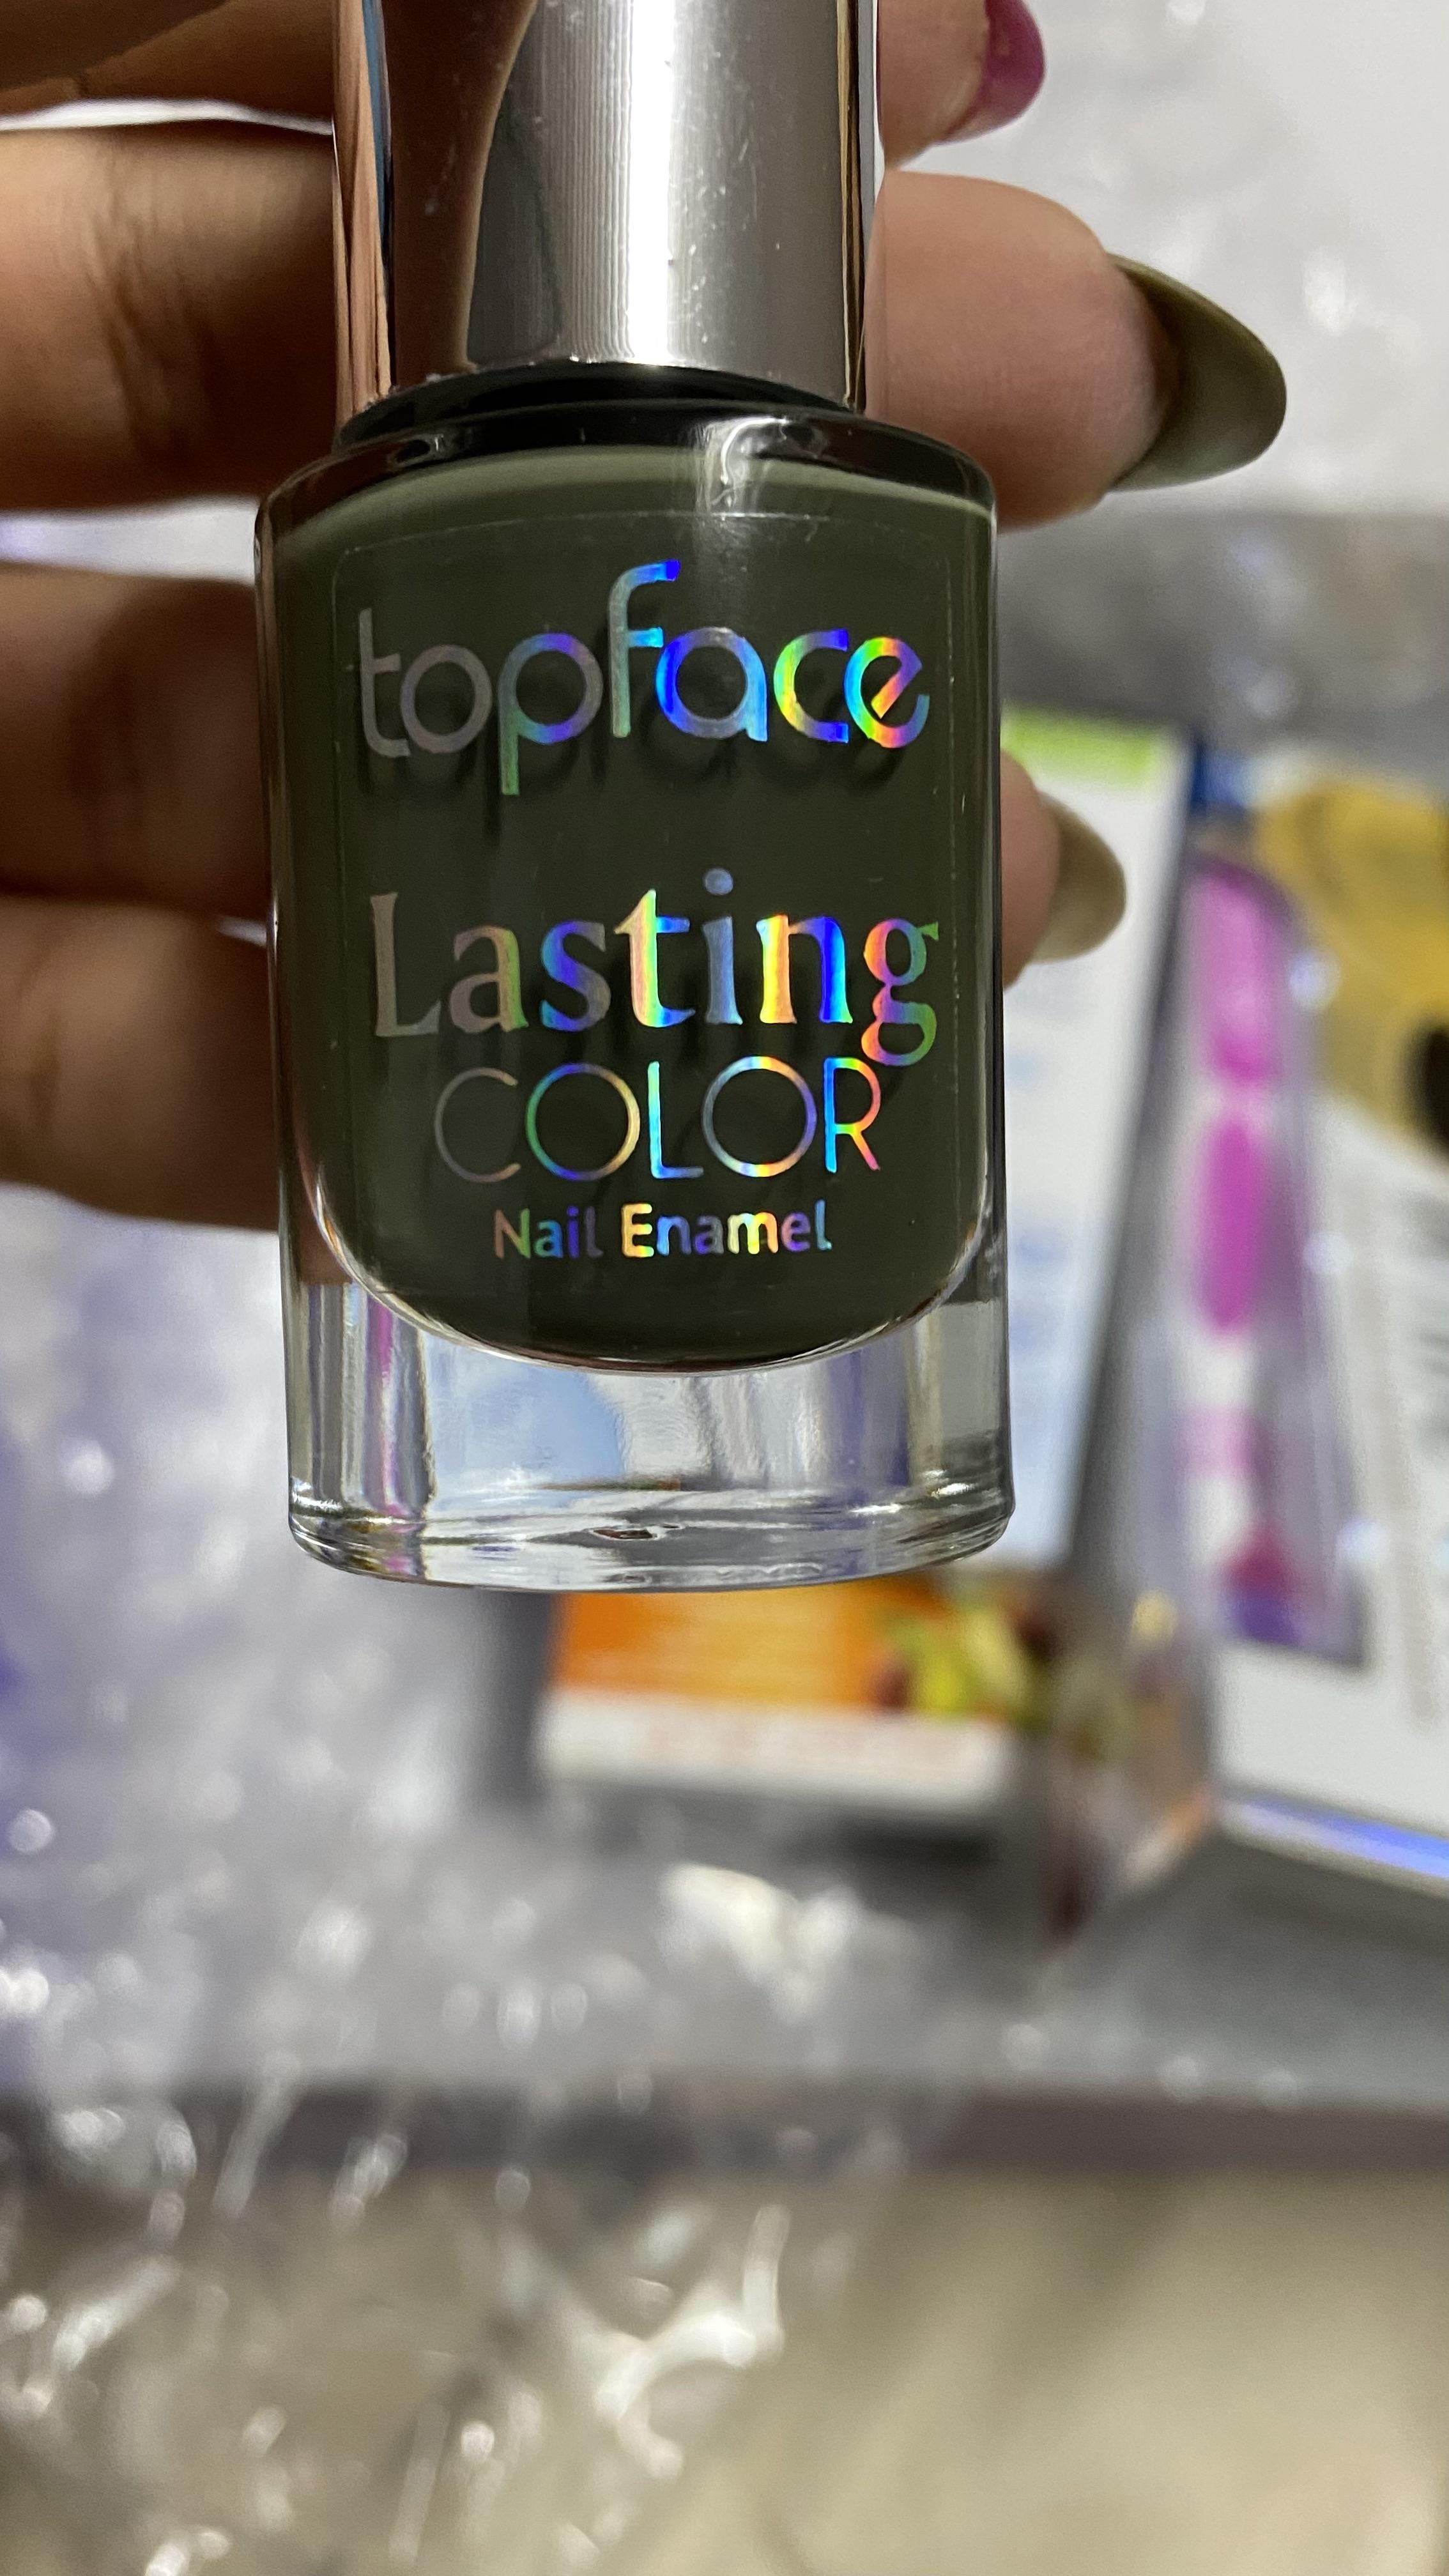 topface
Lasting
COLOR
Nail Enamel